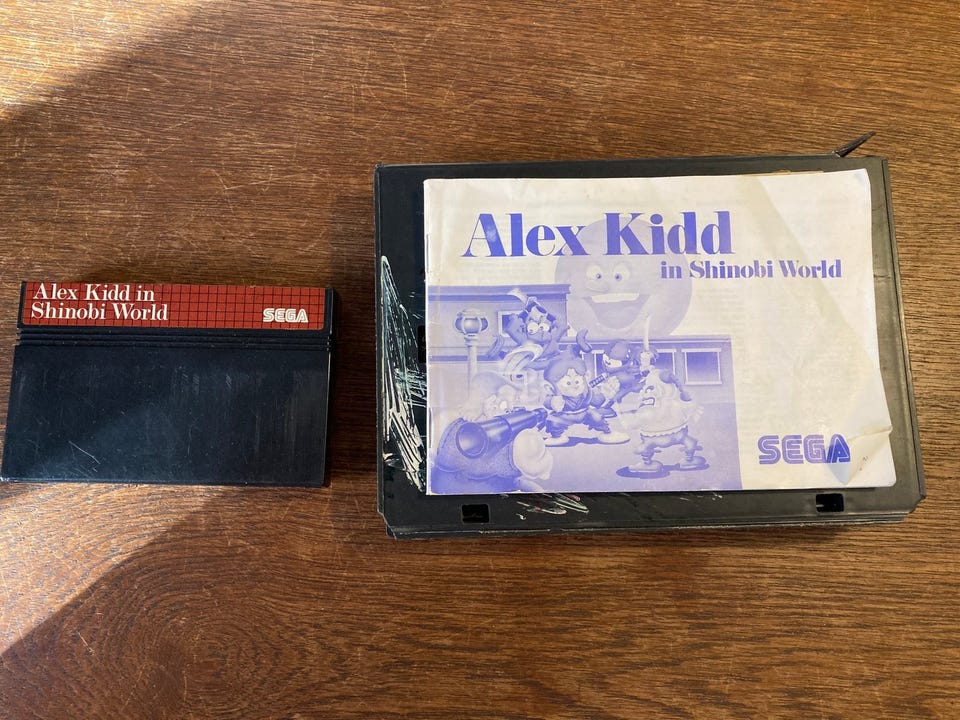 Alex Kidd in
Shinobi World
SEGA
Alex Kidd
in Shinobi World
SEGA